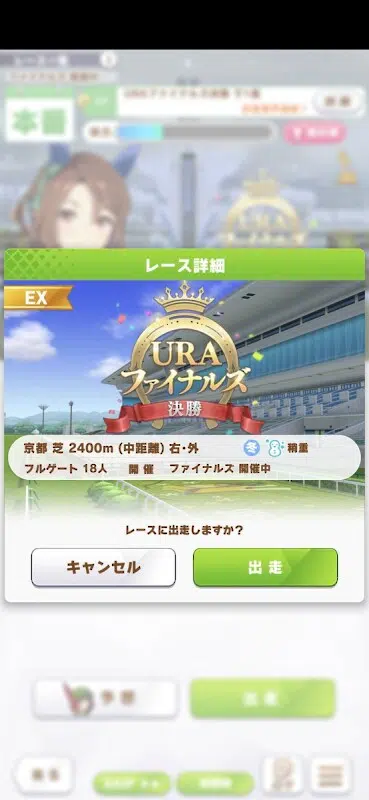 本番
レース詳細
EX
URA
ファイナルズ
決勝
京都 芝 2400m (中距離) 右・外 冬 稍重
フルゲート 18人 開 催 ファイナルズ 開催中
レースに出走しますか?
キャンセル 出走
出走